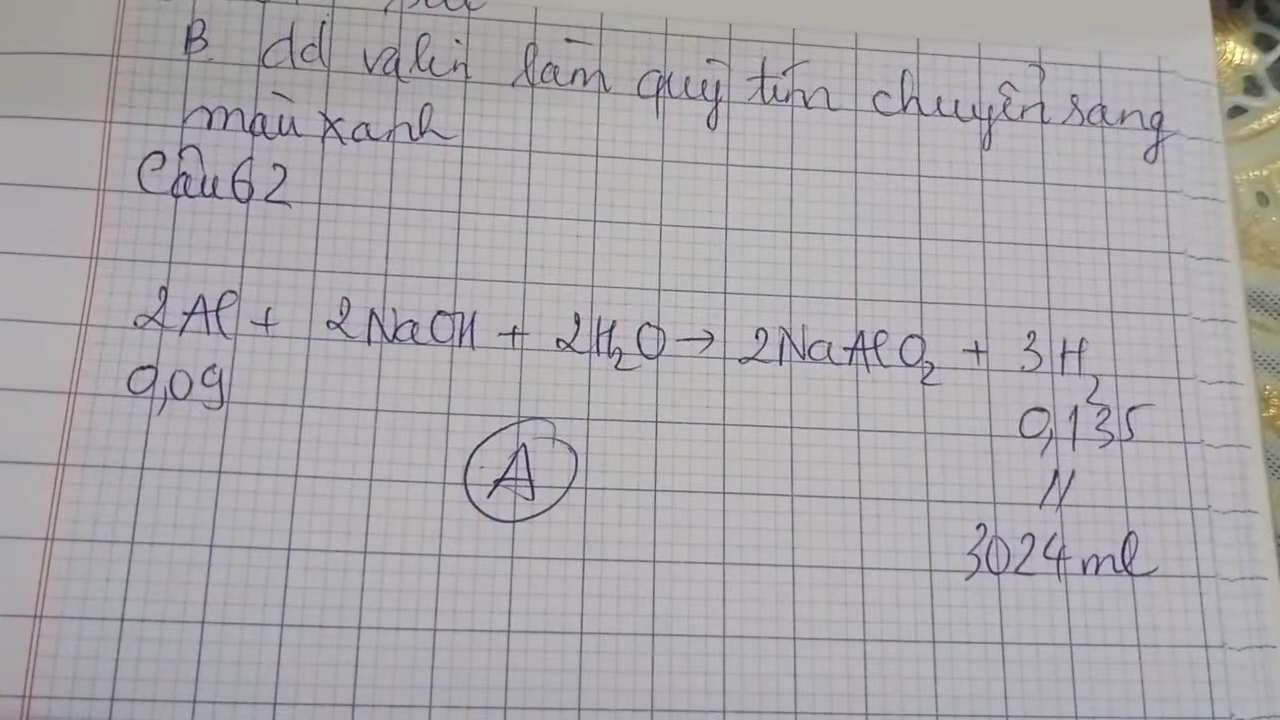 B. dd valin làm quỳ tím chuyển sang
màu xanh
Câu 62
2Al + 2NaOH + 2H₂O → 2NaAlO₂ + 3H₂
0,09 0,135
A
3024 ml